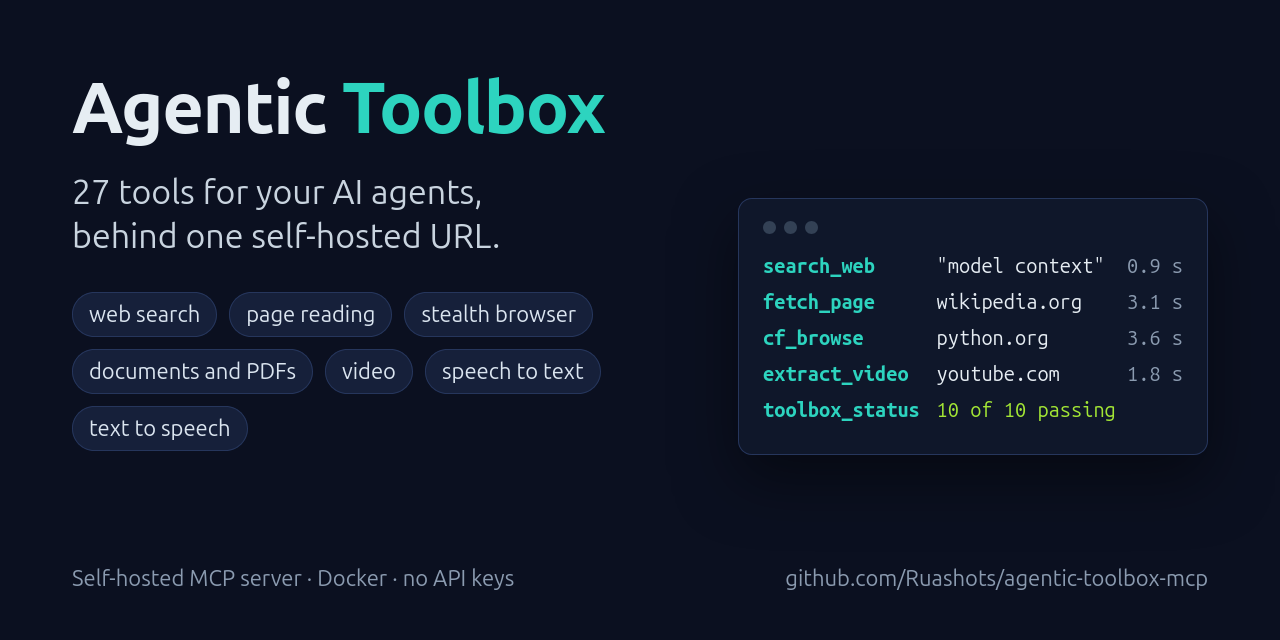 Agentic Toolbox
27 tools for your AI agents,
behind one self-hosted URL.
web search
page reading
stealth browser
documents and PDFs
video
speech to text
text to speech
search_web "model context" 0.9 s
fetch_page wikipedia.org 3.1 s
cf_browse python.org 3.6 s
extract_video youtube.com 1.8 s
toolbox_status 10 of 10 passing
Self-hosted MCP server · Docker · no API keys
github.com/Ruashots/agentic-toolbox-mcp